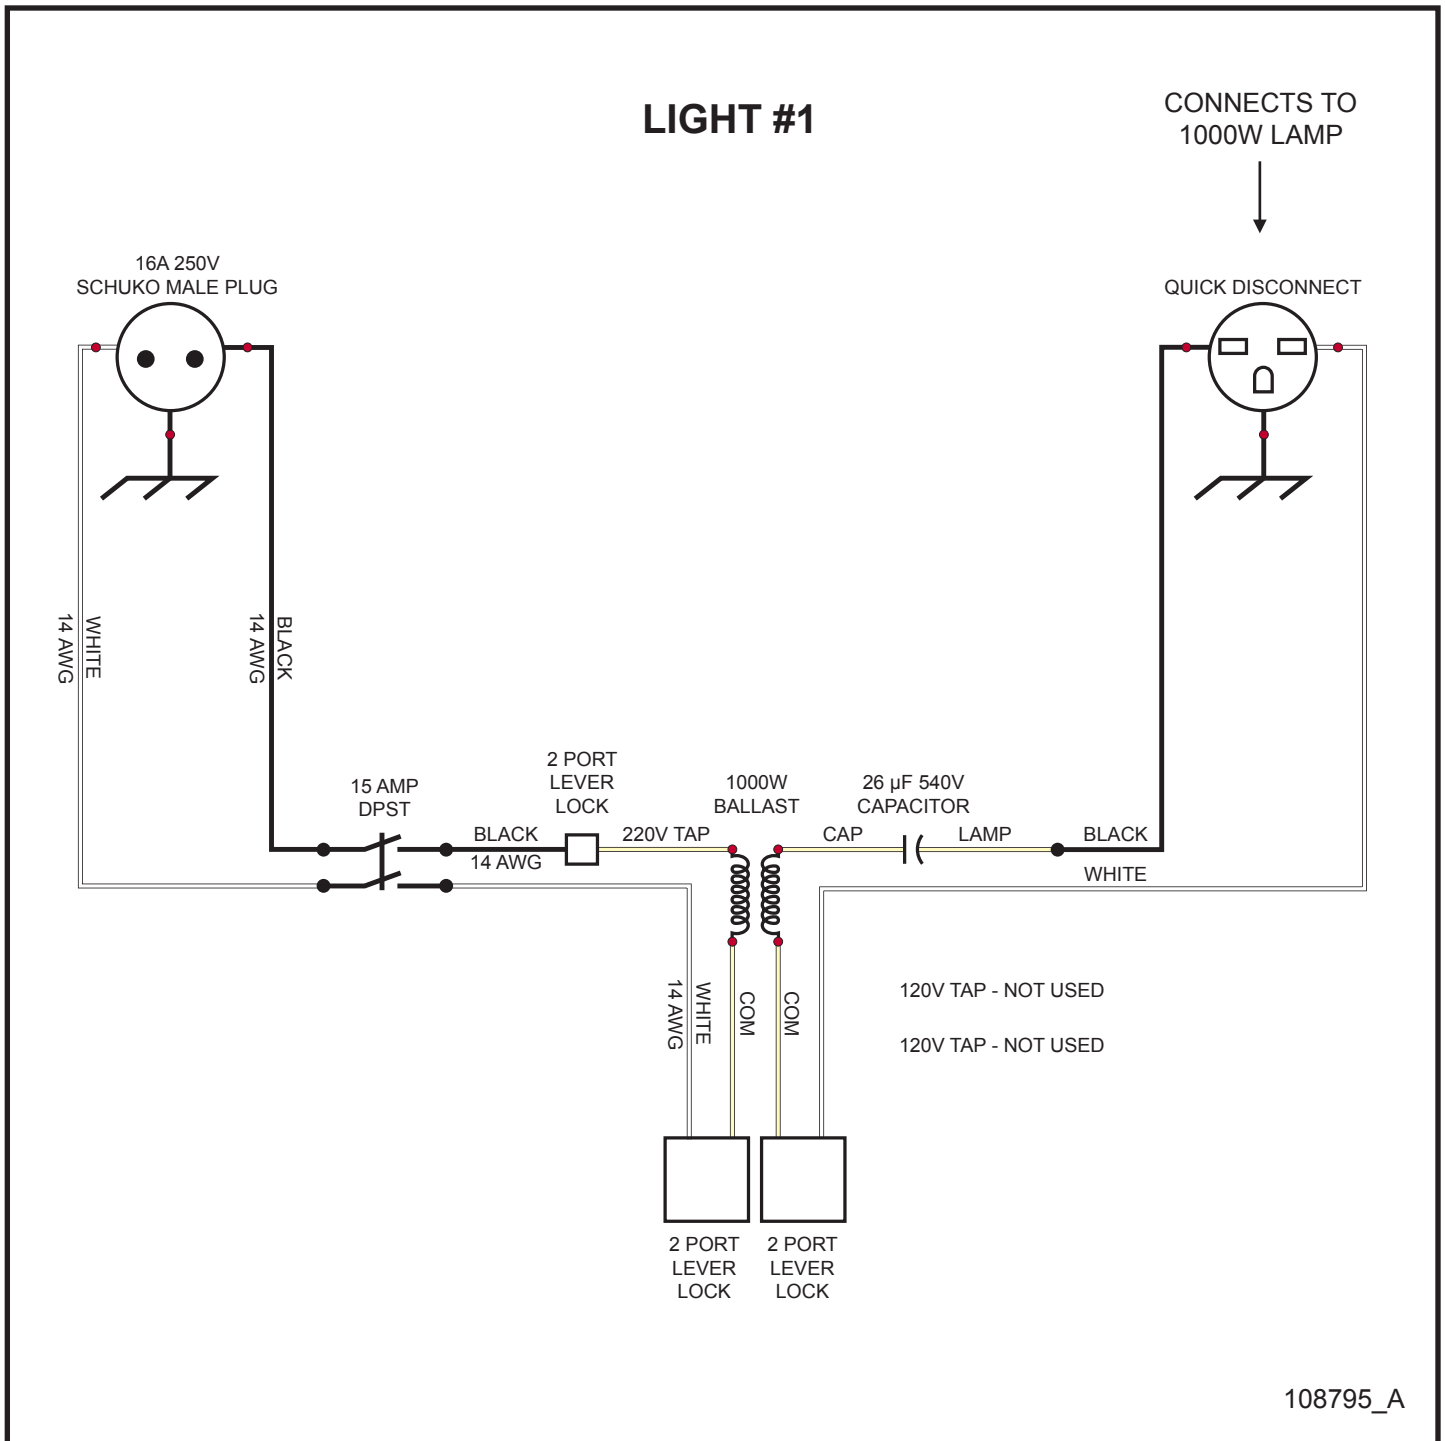 LIGHT #1
CONNECTS TO
1000W LAMP
16A 250V
SCHUKO MALE PLUG
QUICK DISCONNECT
WHITE
14 AWG
BLACK
14 AWG
15 AMP
DPST
BLACK
14 AWG
2 PORT
LEVER
LOCK
220V TAP
1000W
BALLAST
CAP
26 µF 540V
CAPACITOR
LAMP
BLACK
WHITE
WHITE
14 AWG
COM
COM
120V TAP - NOT USED
120V TAP - NOT USED
2 PORT
LEVER
LOCK
2 PORT
LEVER
LOCK
108795_A